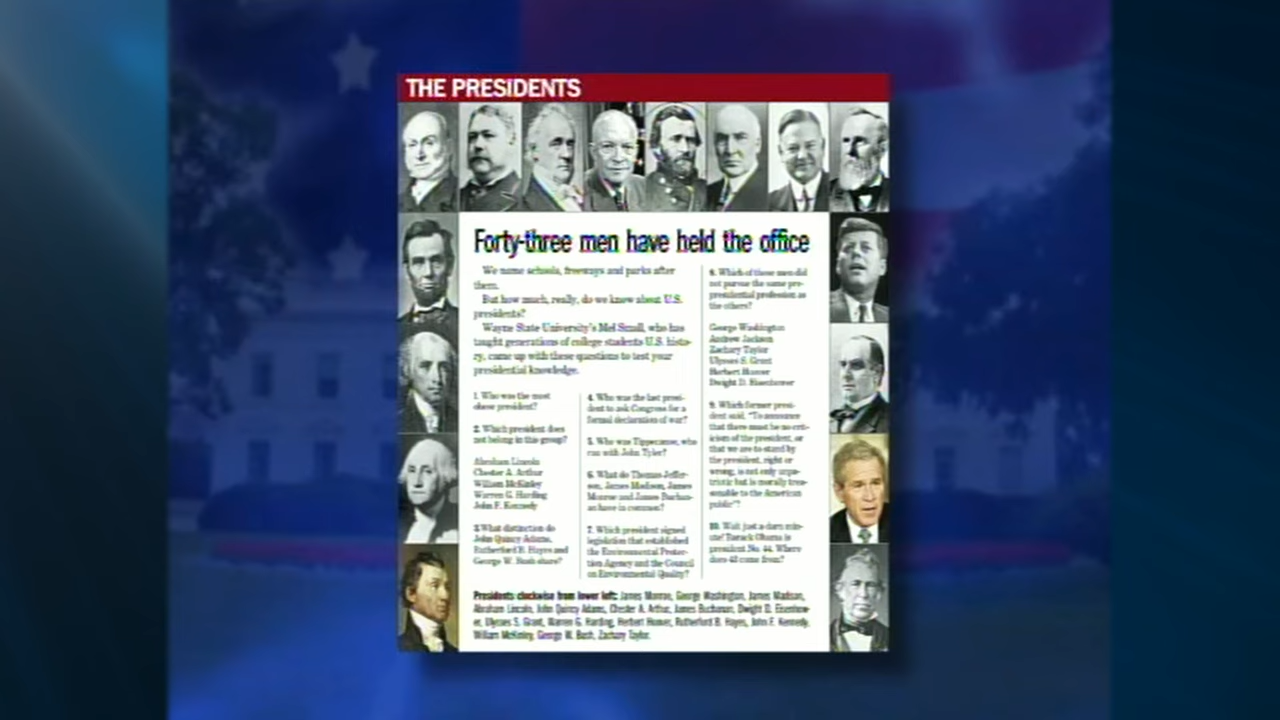 THE PRESIDENTS
Forty-three men have held the office
We name schools, freeways and parks after
them.
But how much, really, do we know about U.S.
presidents?
Wayne State University's Mel Small, who has
taught generations of college students U.S. histo-
ry, came up with these questions to test your
presidential knowledge.
1. Who was the most
obese president?
2. Which president does
not belong in this group?
Abraham Lincoln
Chester A. Arthur
William McKinley
Warren G. Harding
John F. Kennedy
3. What distinction do
John Quincy Adams,
Rutherford B. Hayes and
George W. Bush share?
4. Who was the last presi-
dent to ask Congress for a
formal declaration of war?
5. Who was Tippecanoe, who
ran with John Tyler?
6. What do Thomas Jeffer-
son, James Madison, James
Monroe and James Buchan-
an have in common?
7. Which president signed
legislation that established
the Environmental Protec-
tion Agency and the Council
on Environmental Quality?
8. Which of these men did
not pursue the same pre-
presidential profession as
the others?
George Washington
Andrew Jackson
Zachary Taylor
Ulysses S. Grant
Herbert Hoover
Dwight D. Eisenhower
9. Which former presi-
dent said, "To announce
that there must be no crit-
icism of the president, or
that we are to stand by
the president, right or
wrong, is not only unpa-
triotic but is morally trea-
sonable to the American
public"?
10. Wait just a darn min-
ute! Barack Obama is
president No. 44. Where
does 43 come from?
Presidents clockwise from lower left: James Monroe, George Washington, James Madison,
Abraham Lincoln, John Quincy Adams, Chester A. Arthur, James Buchanan, Dwight D. Eisenhow-
er, Ulysses S. Grant, Warren G. Harding, Herbert Hoover, Rutherford B. Hayes, John F. Kennedy,
William McKinley, George W. Bush, Zachary Taylor.